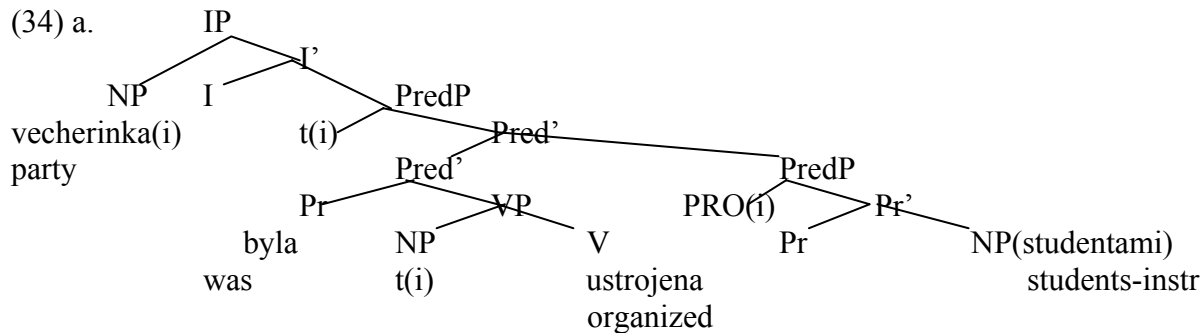 (34) a. IP
I’
NP I PredP
vecherinka(i) t(i) Pred’
party PredP
Pred’
Pr VP PRO(i) Pr’
byla NP V Pr NP(studentami)
was t(i) ustrojena students-instr
organized